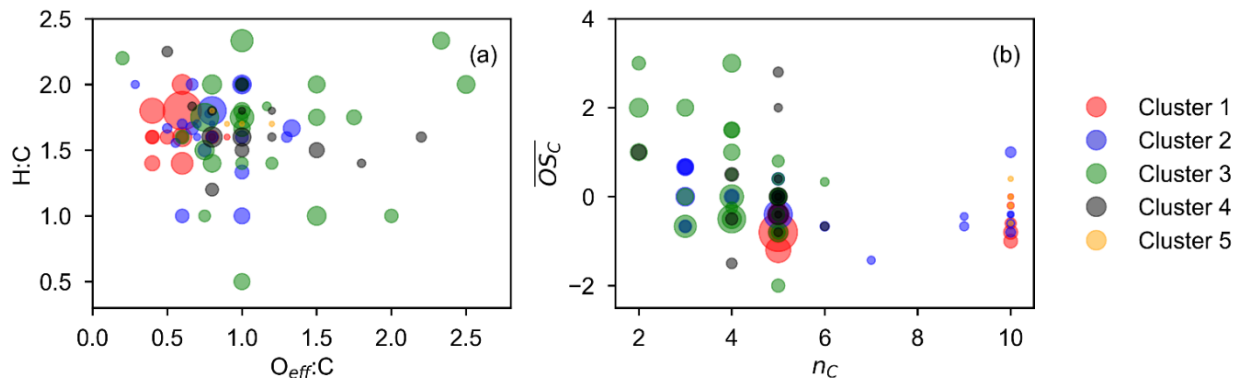 2.5
2.0
1.5
1.0
0.5
H:C
0.0 0.5 1.0 1.5 2.0 2.5
O_eff:C
(a)
4
2
0
−2
OS_C
2 4 6 8 10
n_C
(b)
Cluster 1
Cluster 2
Cluster 3
Cluster 4
Cluster 5